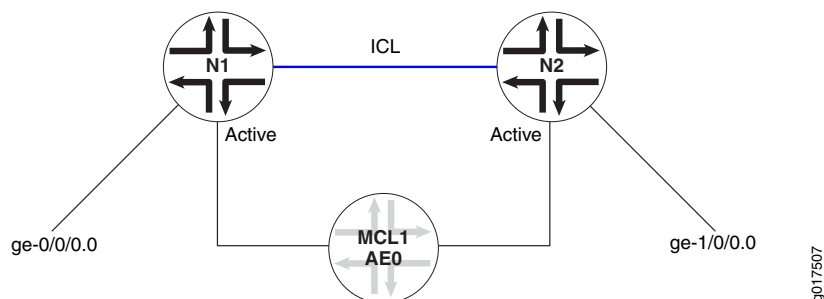 ICL
N1
N2
Active
Active
MCL1
AE0
ge-0/0/0.0
ge-1/0/0.0
g017507